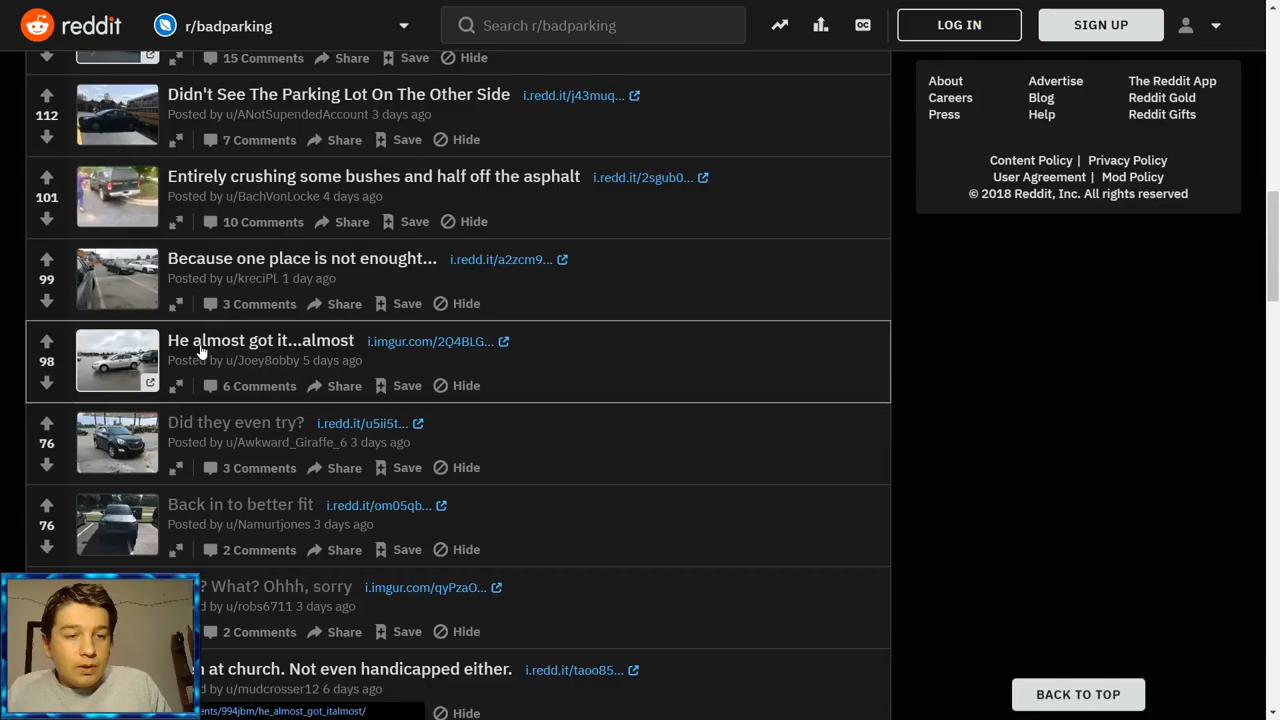 reddit r/badparking Search r/badparking LOG IN SIGN UP
15 Comments Share Save Hide
112 Didn't See The Parking Lot On The Other Side i.redd.it/j43muq...
Posted by u/ANotSupendedAccount 3 days ago
7 Comments Share Save Hide
101 Entirely crushing some bushes and half off the asphalt i.redd.it/2sgub0...
Posted by u/BachVonLocke 4 days ago
10 Comments Share Save Hide
99 Because one place is not enought... i.redd.it/a2zcm9...
Posted by u/kreciPL 1 day ago
3 Comments Share Save Hide
98 He almost got it...almost i.imgur.com/2Q4BLG...
Posted by u/Joey8obby 5 days ago
6 Comments Share Save Hide
76 Did they even try? i.redd.it/u5ii5t...
Posted by u/Awkward_Giraffe_6 3 days ago
3 Comments Share Save Hide
76 Back in to better fit i.redd.it/om05qb...
Posted by u/Namurtjones 3 days ago
2 Comments Share Save Hide
? What? Ohhh, sorry i.imgur.com/qyPzaO...
d by u/robs6711 3 days ago
2 Comments Share Save Hide
at church. Not even handicapped either. i.redd.it/taoo85...
d by u/mudcrosser12 6 days ago
ents/994jbm/he_almost_got_italmost/
Hide
About Advertise The Reddit App
Careers Blog Reddit Gold
Press Help Reddit Gifts
Content Policy | Privacy Policy
User Agreement | Mod Policy
© 2018 Reddit, Inc. All rights reserved
BACK TO TOP